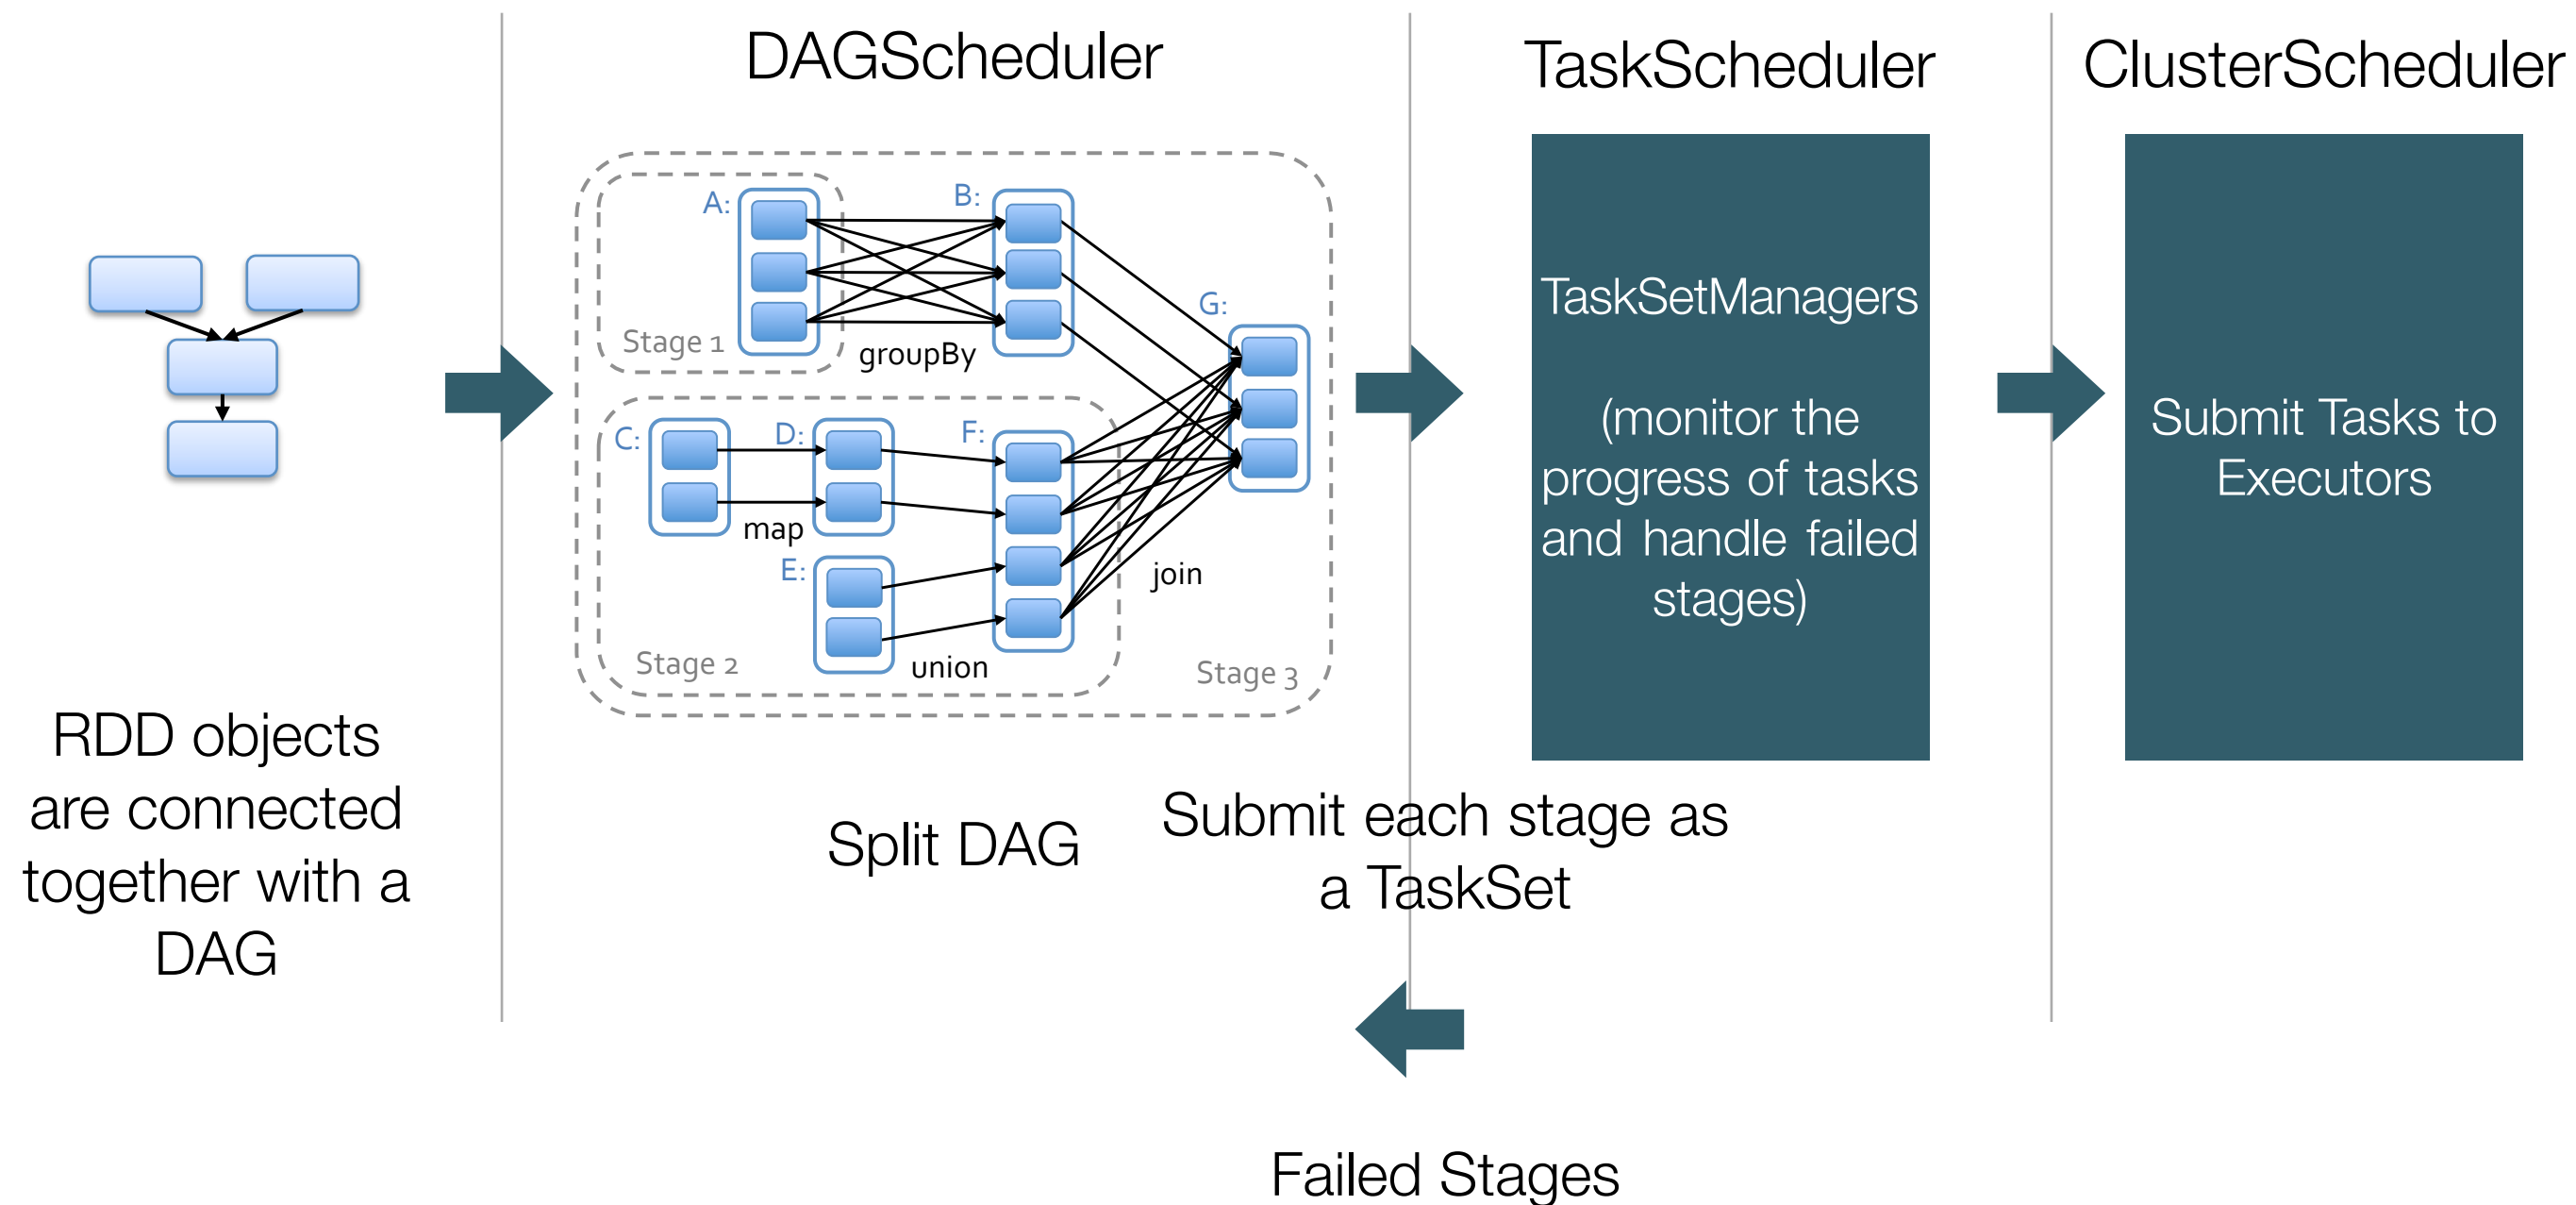 DAGScheduler
TaskScheduler
ClusterScheduler
A:
B:
G:
Stage 1
groupBy
C:
D:
F:
map
E:
join
Stage 2
union
Stage 3
TaskSetManagers
(monitor the
progress of tasks
and handle failed
stages)
Submit Tasks to
Executors
RDD objects
are connected
together with a
DAG
Split DAG
Submit each stage as
a TaskSet
Failed Stages